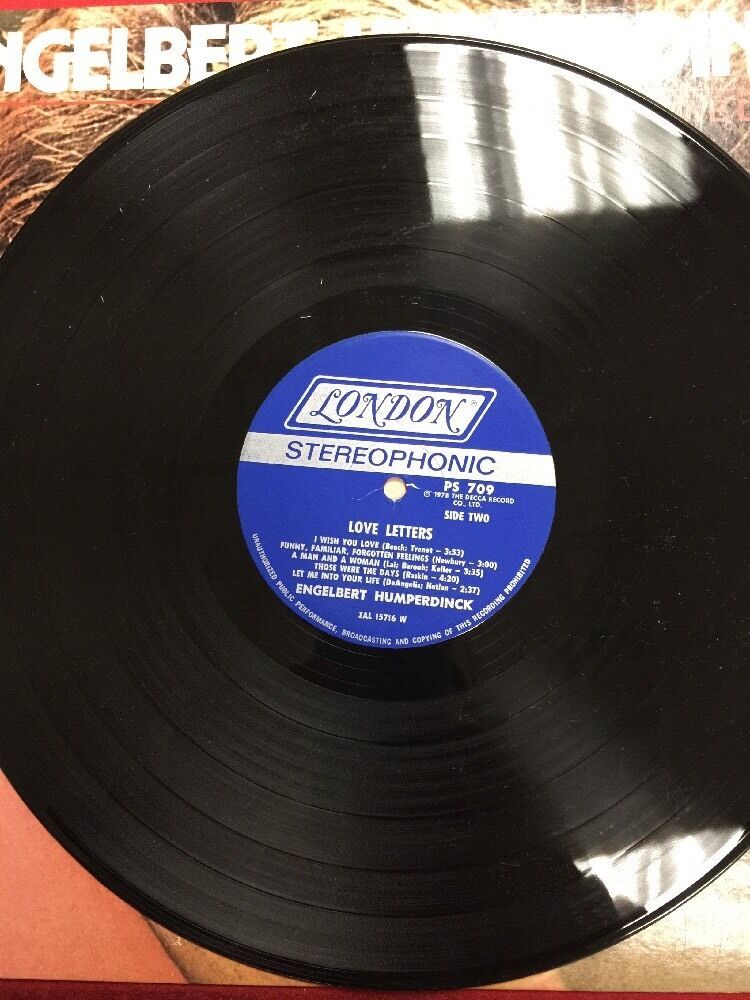 NGELBERT
LONDON®
STEREOPHONIC
PS 709
℗ 1978 THE DECCA RECORD
CO., LTD.
SIDE TWO
LOVE LETTERS
I WISH YOU LOVE (Beach; Trenet – 3:53)
FUNNY, FAMILIAR, FORGOTTEN FEELINGS (Newbury – 3:00)
A MAN AND A WOMAN (Lai; Barouh; Keller – 3:35)
THOSE WERE THE DAYS (Raskin – 4:20)
LET ME INTO YOUR LIFE (DeAngelis; Notlan – 2:37)
ENGELBERT HUMPERDINCK
ZAL 15716 W
UNAUTHORIZED PUBLIC PERFORMANCE, BROADCASTING AND COPYING OF THIS RECORDING PROHIBITED